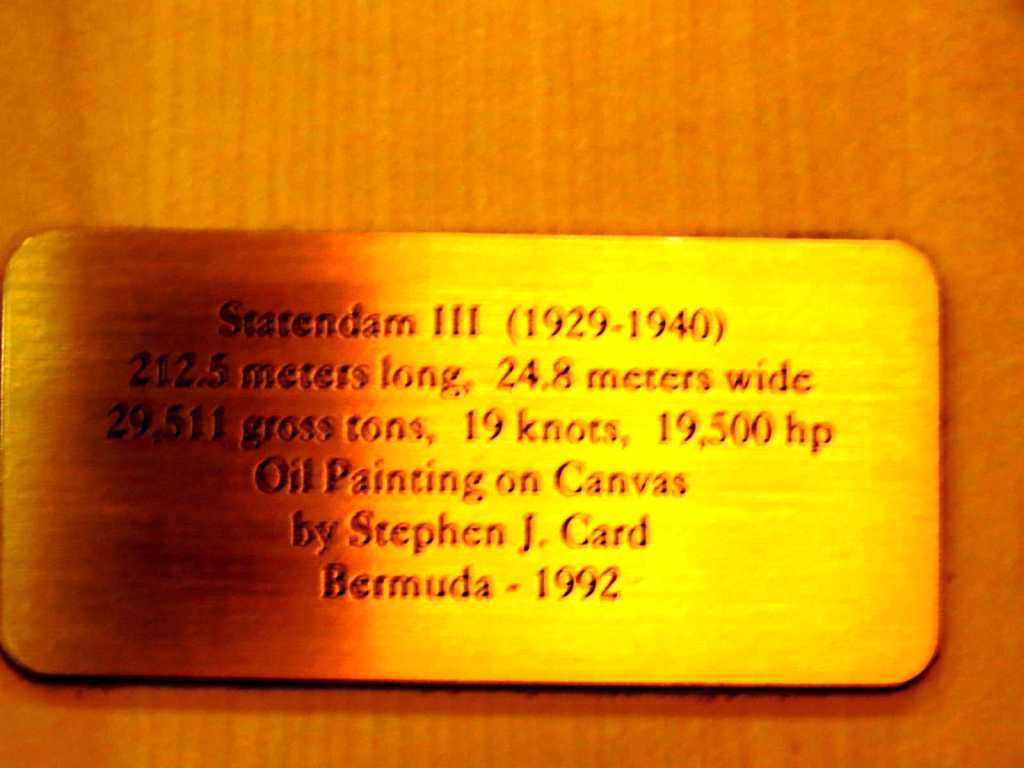 Statendam III (1929-1940)
212.5 meters long, 24.8 meters wide
29,511 gross tons, 19 knots, 19,500 hp
Oil Painting on Canvas
by Stephen J. Card
Bermuda - 1992